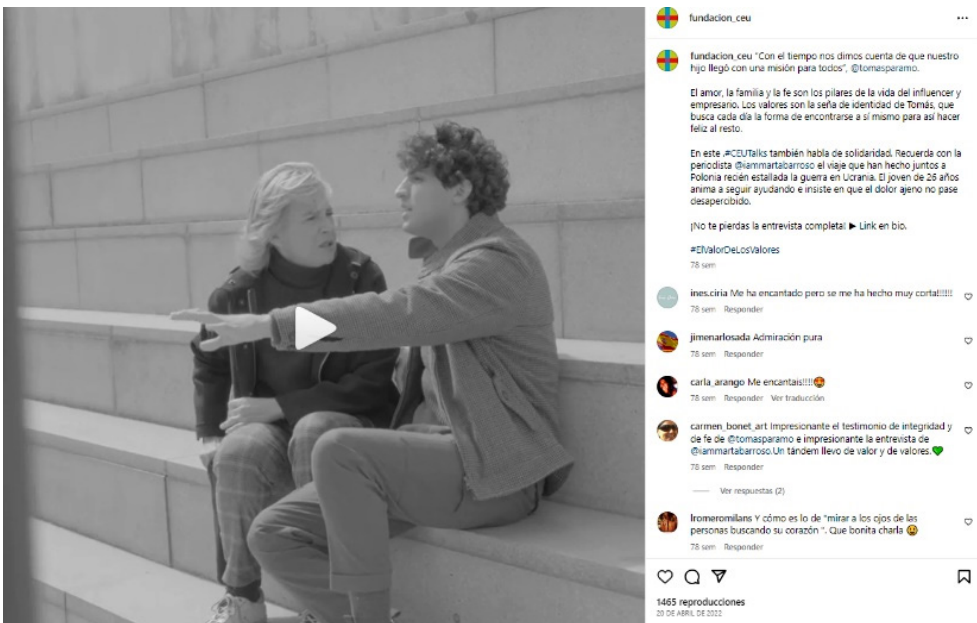 fundacion_ceu
fundacion_ceu "Con el tiempo nos dimos cuenta de que nuestro
hijo llegó con una misión para todos", @tomasparamo.
El amor, la familia y la fe son los pilares de la vida del influencer y
empresario. Los valores son la seña de identidad de Tomás, que
busca cada día la forma de encontrarse a sí mismo para así hacer
feliz al resto.
En este .#CEUTalks también habla de solidaridad. Recuerda con la
periodista @iammartabarroso el viaje que han hecho juntos a
Polonia recién estallada la guerra en Ucrania. El joven de 26 años
anima a seguir ayudando e insiste en que el dolor ajeno no pase
desapercibido.
¡No te pierdas la entrevista completa! ▶ Link en bio.
#ElValorDeLosValores
78 sem
ines.ciria Me ha encantado pero se me ha hecho muy corta!!!!!!
78 sem Responder
jimenarlosada Admiración pura
78 sem Responder
carla_arango Me encantais!!!!🤩
78 sem Responder Ver traducción
carmen_bonet_art Impresionante el testimonio de integridad y
de fe de @tomasparamo e impresionante la entrevista de
@iammartabarroso.Un tándem llevo de valor y de valores.💚
78 sem Responder
Ver respuestas (2)
lromeromilans Y cómo es lo de "mirar a los ojos de las
personas buscando su corazón ". Que bonita charla 😢
78 sem Responder
1465 reproducciones
20 DE ABRIL DE 2022